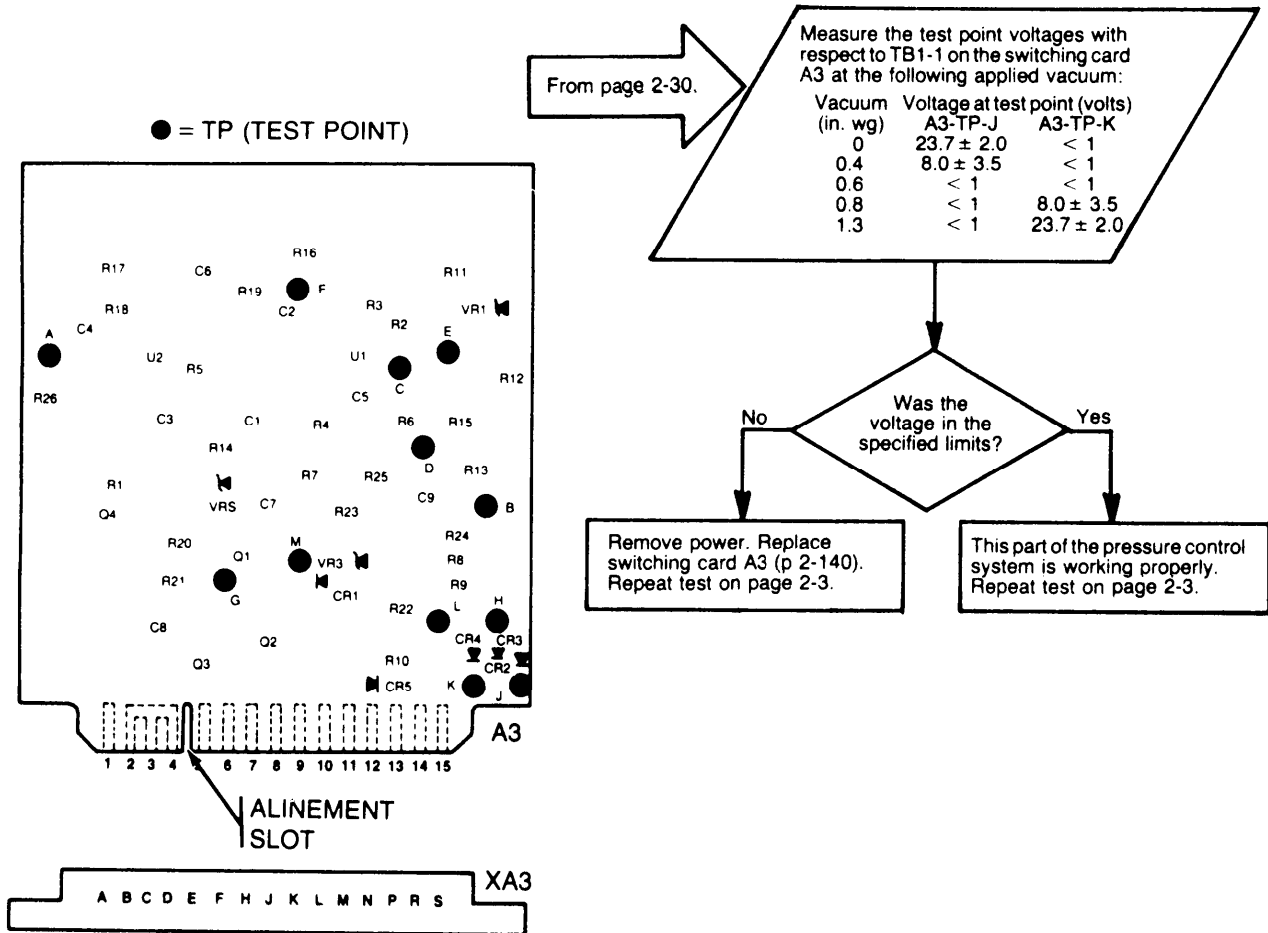 From page 2-30.
Measure the test point voltages with
respect to TB1-1 on the switching card
A3 at the following applied vacuum:
Vacuum Voltage at test point (volts)
(in. wg) A3-TP-J A3-TP-K
0 23.7 ± 2.0 < 1
0.4 8.0 ± 3.5 < 1
0.6 < 1 < 1
0.8 < 1 8.0 ± 3.5
1.3 < 1 23.7 ± 2.0
Was the
voltage in the
specified limits?
No
Yes
Remove power. Replace
switching card A3 (p 2-140).
Repeat test on page 2-3.
This part of the pressure control
system is working properly.
Repeat test on page 2-3.
● = TP (TEST POINT)
R16
R17 C6 R11
R19 F
R18 C2 R3 VR1
A C4 R2 E
U2 R5 U1
C R12
R26 C5
C3 C1 R4 R6 R15
R14
D
R1 R7 R25 R13
VRS C7 C9 B
Q4 R23
R20 M R24
Q1 VR3 R8
R21 G CR1 R9
R22 L H
C8 Q2 CR4 CR3
Q3 R10 CR2
CR5 K J
A3
1 2 3 4 5 6 7 8 9 10 11 12 13 14 15
ALINEMENT
SLOT
XA3
A B C D E F H J K L M N P R S